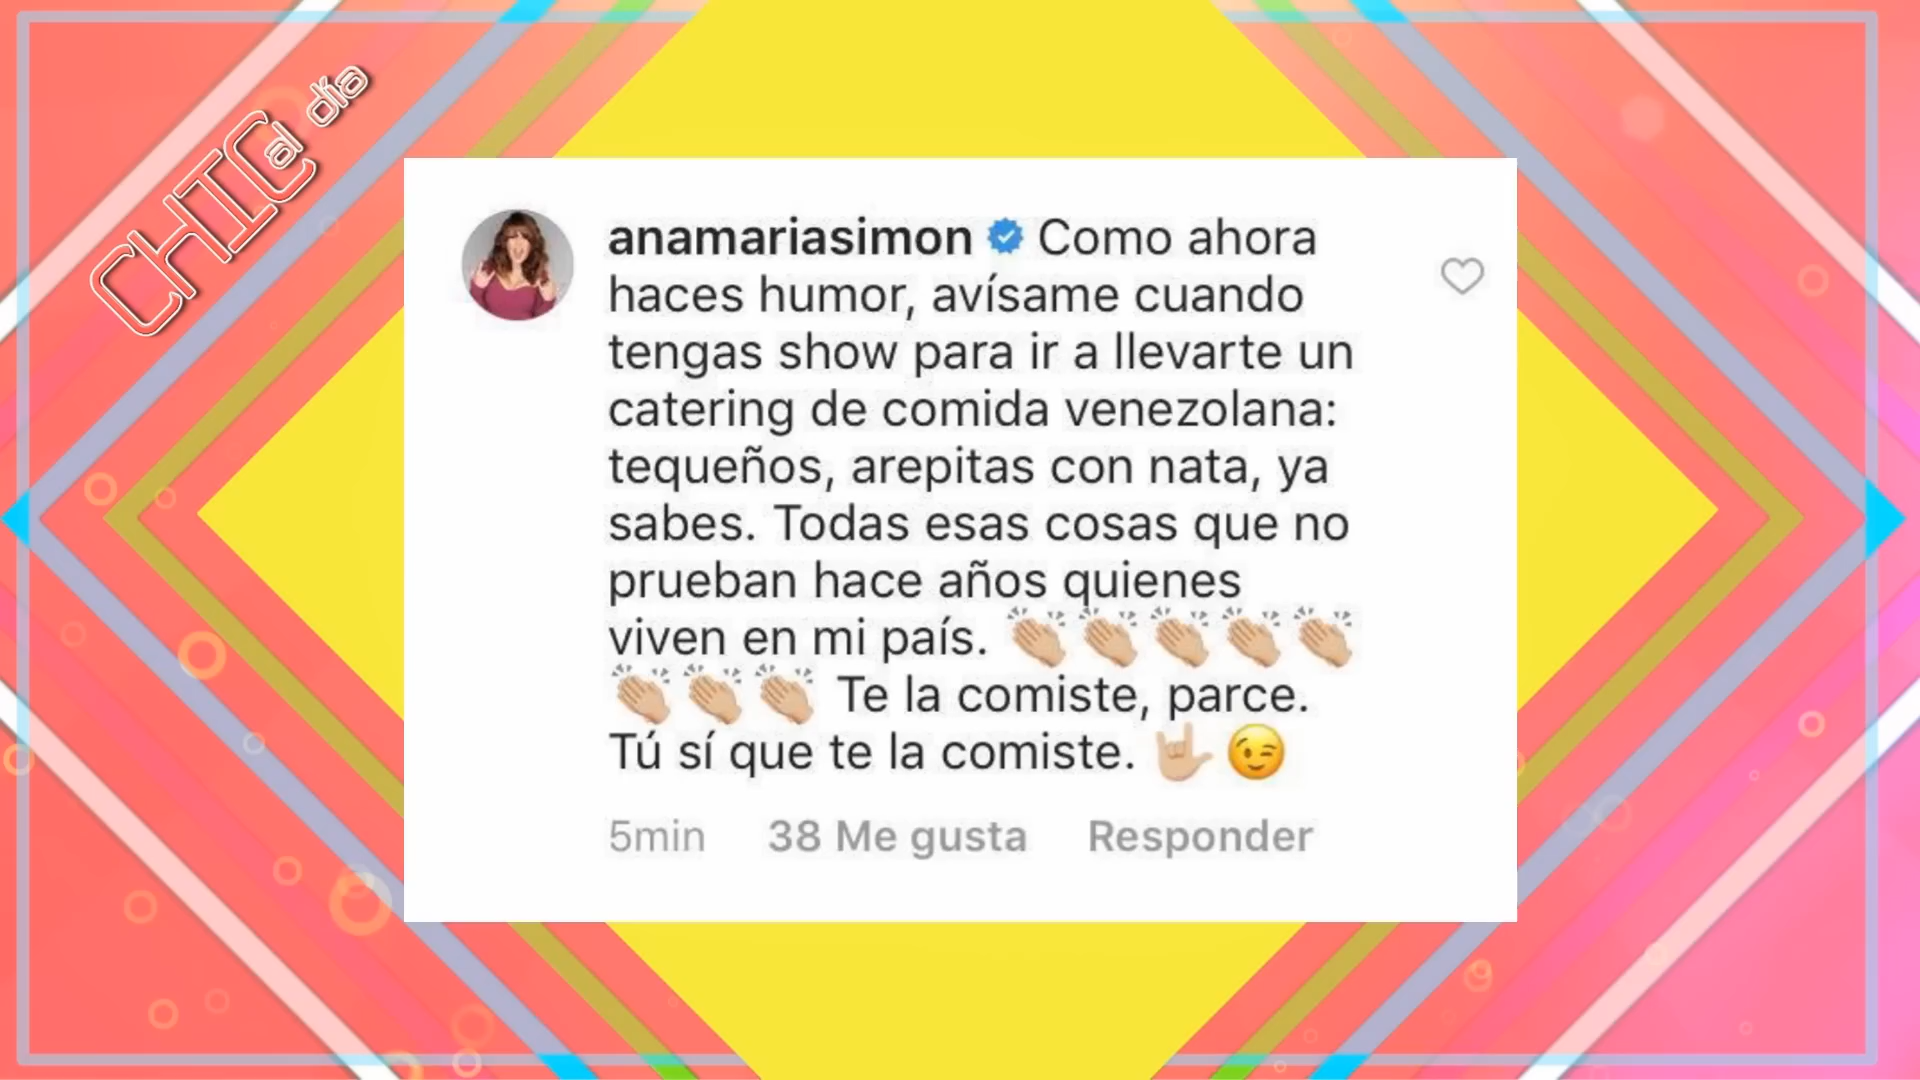 CHIC al día
anamariasimon Como ahora
haces humor, avísame cuando
tengas show para ir a llevarte un
catering de comida venezolana:
tequeños, arepitas con nata, ya
sabes. Todas esas cosas que no
prueban hace años quienes
viven en mi país. 👏🏼👏🏼👏🏼👏🏼👏🏼
👏🏼👏🏼👏🏼 Te la comiste, parce.
Tú sí que te la comiste. 🤟🏼😉
5min 38 Me gusta Responder